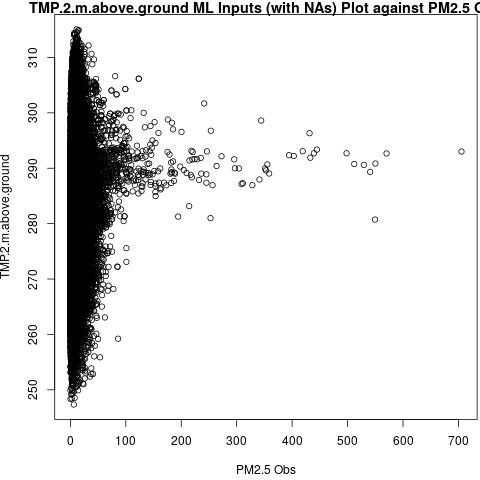 TMP.2.m.above.ground ML Inputs (with NAs) Plot against PM2.5 O
TMP.2.m.above.ground
310
300
290
280
270
260
250
0 100 200 300 400 500 600 700
PM2.5 Obs